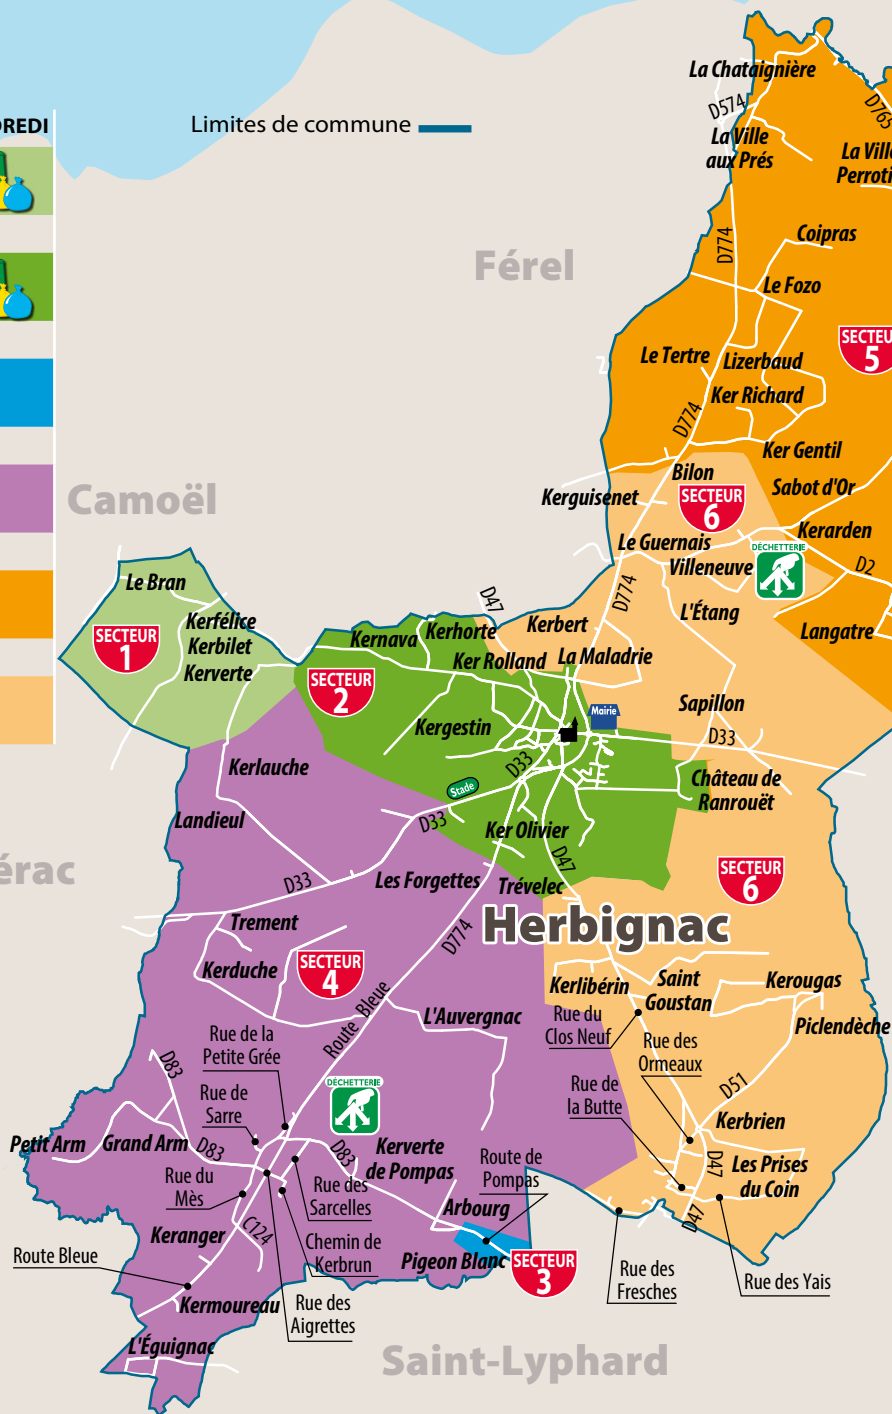 DREDI
Limites de commune
La Chataignière
D574
D765
La Ville
aux Prés
La Ville
Perroti
Férel
D774
Coipras
Le Fozo
SECTEU
5
Le Tertre
Lizerbaud
Ker Richard
D774
Ker Gentil
Bilon
Sabot d'Or
Camoël
Kerguisenet
SECTEUR
6
Kerarden
Le Guernais
DÉCHETTERIE
Villeneuve
D2
Le Bran
D774
D47
L'Étang
Langatre
Kerfélice
Kerbilet
Kerverte
SECTEUR
1
Kernava
Kerhorte
Kerbert
Ker Rolland
La Maladrie
SECTEUR
2
Sapillon
Mairie
Kergestin
D33
D33
Kerlauche
Château de
Ranrouët
Stade
Landieul
D33
Ker Olivier
D47
érac
D33
Les Forgettes
Trévelec
SECTEUR
6
Herbignac
Trement
D774
Kerduche
SECTEUR
4
Kerlibérin
Saint
Goustan
Kerougas
Route Bleue
L'Auvergnac
Rue du
Clos Neuf
Piclendèche
Rue de la
Petite Grée
Rue des
Ormeaux
D83
DÉCHETTERIE
Rue de
la Butte
D51
Rue de
Sarre
Kerbrien
Petit Arm
Grand Arm
D83
D83
Kerverte
de Pompas
Route de
Pompas
D47
Les Prises
du Coin
Rue du
Mès
Rue des
Sarcelles
Arbourg
D47
Keranger
C124
Chemin de
Kerbrun
Route Bleue
Pigeon Blanc
SECTEUR
3
Rue des
Fresches
Rue des Yais
Kermoureau
Rue des
Aigrettes
L'Éguignac
Saint-Lyphard